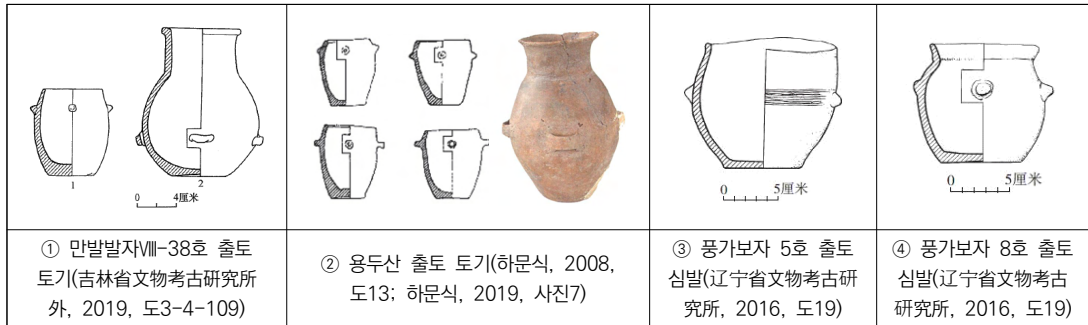 1
2
0 4厘米
0 5厘米
0 5厘米
① 만발발자Ⅷ-38호 출토
토기(吉林省文物考古研究所
外, 2019, 도3-4-109)
② 용두산 출토 토기(하문식, 2008,
도13; 하문식, 2019, 사진7)
③ 풍가보자 5호 출토
심발(辽宁省文物考古研
究所, 2016, 도19)
④ 풍가보자 8호 출토
심발(辽宁省文物考古
研究所, 2016, 도19)